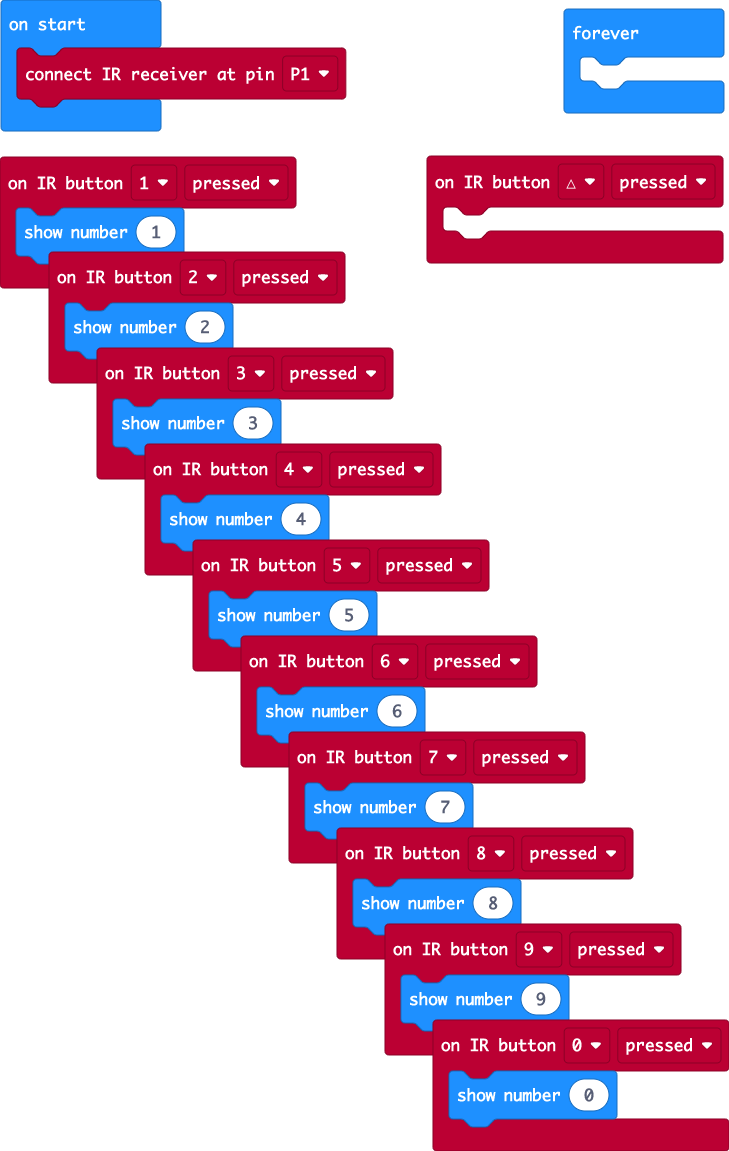 on start
forever
connect IR receiver at pin P1
on IR button 1 pressed
on IR button △ pressed
show number 1
on IR button 2 pressed
show number 2
on IR button 3 pressed
show number 3
on IR button 4 pressed
show number 4
on IR button 5 pressed
show number 5
on IR button 6 pressed
show number 6
on IR button 7 pressed
show number 7
on IR button 8 pressed
show number 8
on IR button 9 pressed
show number 9
on IR button 0 pressed
show number 0